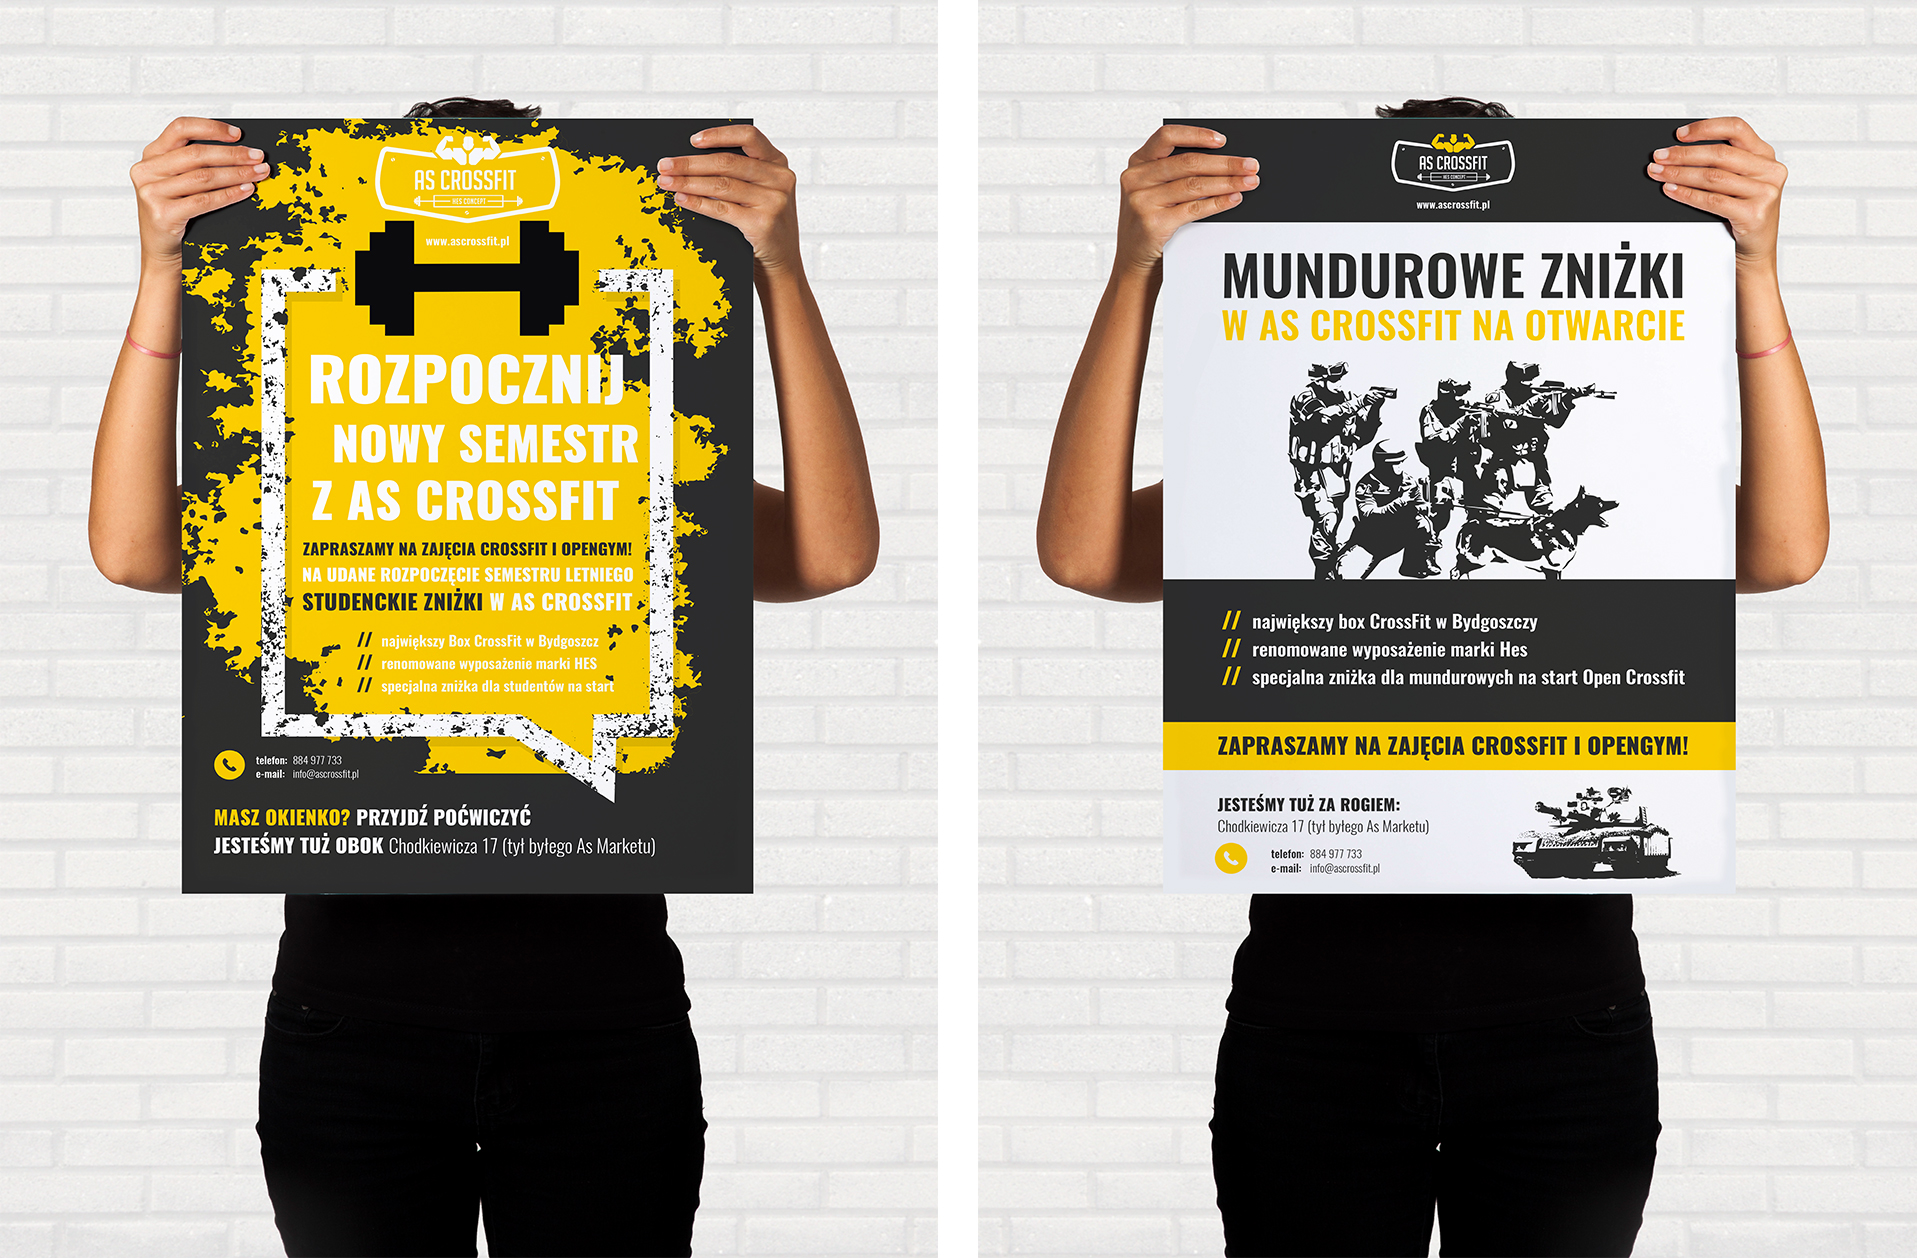 AS CROSSFIT
HES CONCEPT
www.ascrossfit.pl
ROZPOCZNIJ
NOWY SEMESTR
Z AS CROSSFIT
ZAPRASZAMY NA ZAJĘCIA CROSSFIT I OPENGYM!
NA UDANE ROZPOCZĘCIE SEMESTRU LETNIEGO
STUDENCKIE ZNIŻKI W AS CROSSFIT
// największy Box CrossFit w Bydgoszcz
// renomowane wyposażenie marki HES
// specjalna zniżka dla studentów na start
telefon: 884 977 733
e-mail: info@ascrossfit.pl
MASZ OKIENKO? PRZYJDŹ POĆWICZYĆ
JESTEŚMY TUŻ OBOK Chodkiewicza 17 (tył byłego As Marketu)
AS CROSSFIT
HES CONCEPT
www.ascrossfit.pl
MUNDUROWE ZNIŻKI
W AS CROSSFIT NA OTWARCIE
// największy box CrossFit w Bydgoszczy
// renomowane wyposażenie marki Hes
// specjalna zniżka dla mundurowych na start Open Crossfit
ZAPRASZAMY NA ZAJĘCIA CROSSFIT I OPENGYM!
JESTEŚMY TUŻ ZA ROGIEM:
Chodkiewicza 17 (tył byłego As Marketu)
telefon: 884 977 733
e-mail: info@ascrossfit.pl